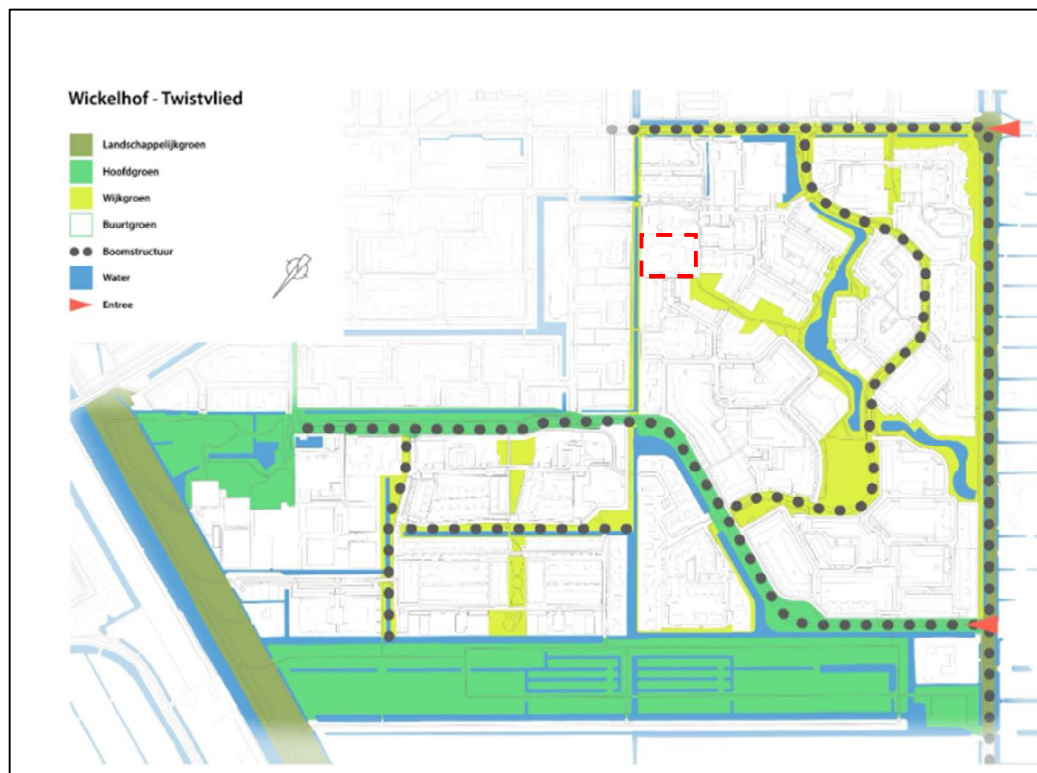 Wickelhof - Twistvlied
Landschappelijkgroen
Hoofdgroen
Wijkgroen
Buurtgroen
Boomstructuur
Water
Entree